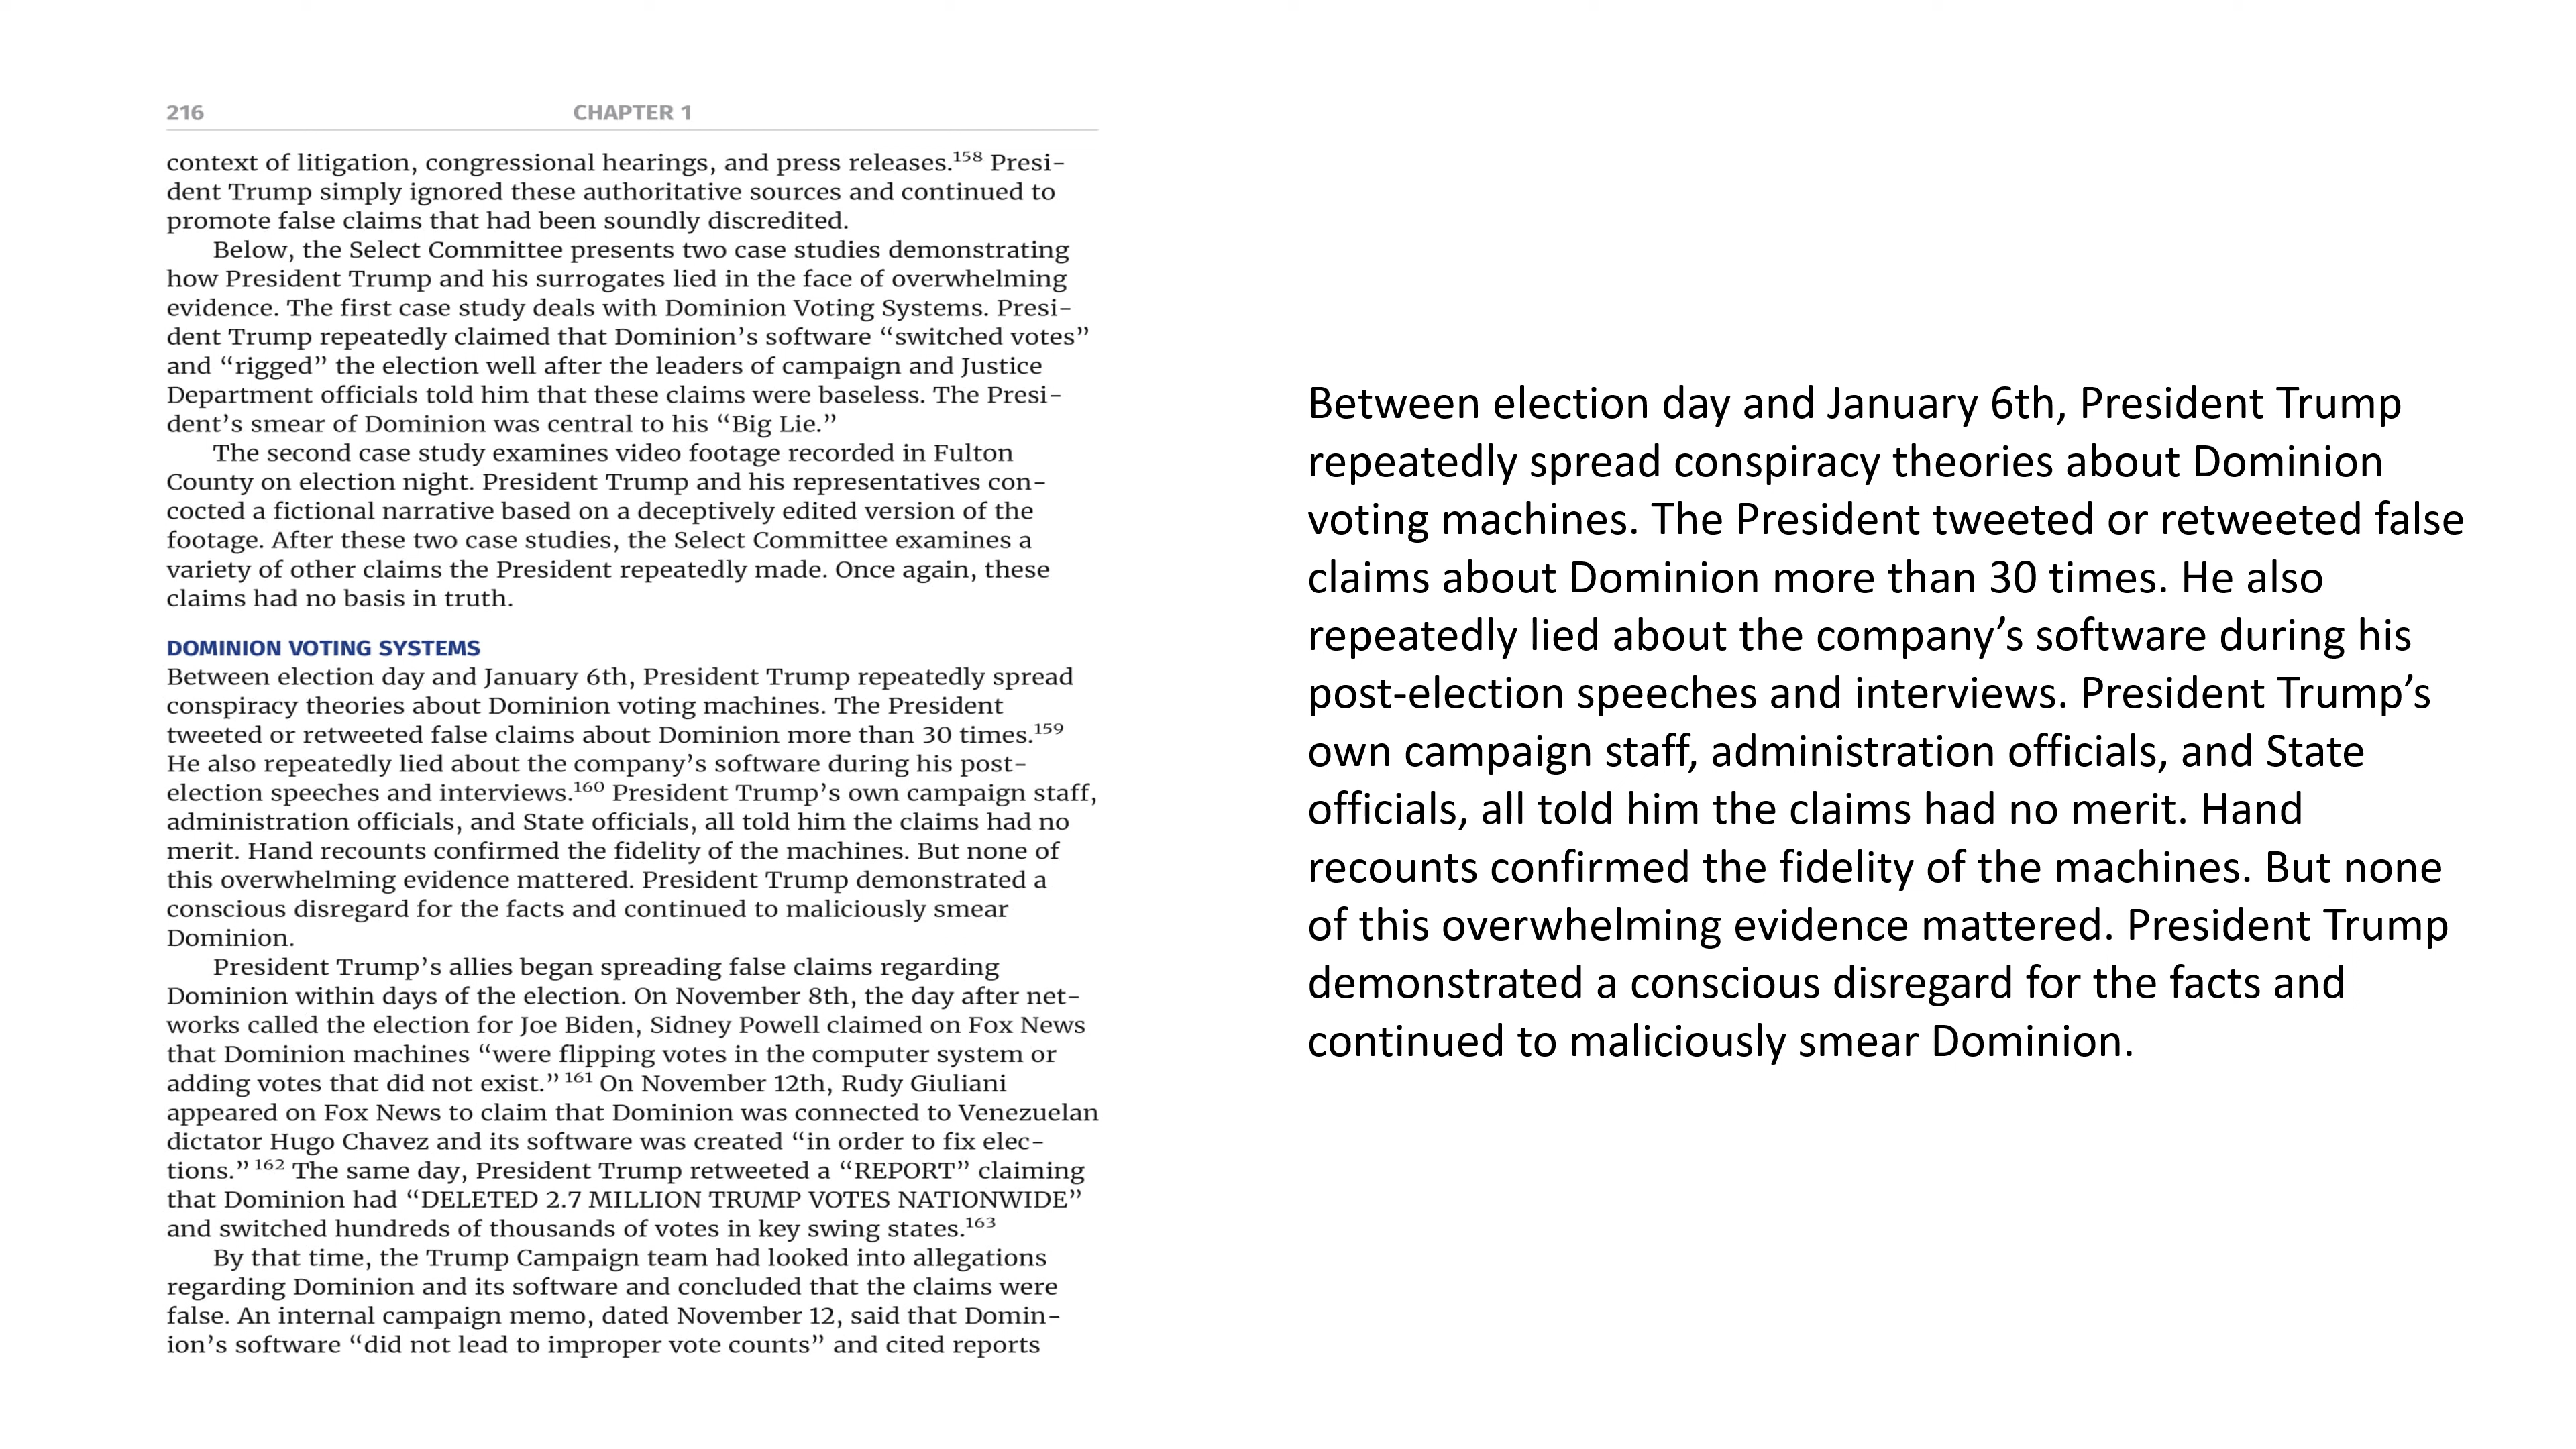 216 CHAPTER 1
context of litigation, congressional hearings, and press releases.158 Presi-
dent Trump simply ignored these authoritative sources and continued to
promote false claims that had been soundly discredited.
Below, the Select Committee presents two case studies demonstrating
how President Trump and his surrogates lied in the face of overwhelming
evidence. The first case study deals with Dominion Voting Systems. Presi-
dent Trump repeatedly claimed that Dominion’s software “switched votes”
and “rigged” the election well after the leaders of campaign and Justice
Department officials told him that these claims were baseless. The Presi-
dent’s smear of Dominion was central to his “Big Lie.”
The second case study examines video footage recorded in Fulton
County on election night. President Trump and his representatives con-
cocted a fictional narrative based on a deceptively edited version of the
footage. After these two case studies, the Select Committee examines a
variety of other claims the President repeatedly made. Once again, these
claims had no basis in truth.
DOMINION VOTING SYSTEMS
Between election day and January 6th, President Trump repeatedly spread
conspiracy theories about Dominion voting machines. The President
tweeted or retweeted false claims about Dominion more than 30 times.159
He also repeatedly lied about the company’s software during his post-
election speeches and interviews.160 President Trump’s own campaign staff,
administration officials, and State officials, all told him the claims had no
merit. Hand recounts confirmed the fidelity of the machines. But none of
this overwhelming evidence mattered. President Trump demonstrated a
conscious disregard for the facts and continued to maliciously smear
Dominion.
President Trump’s allies began spreading false claims regarding
Dominion within days of the election. On November 8th, the day after net-
works called the election for Joe Biden, Sidney Powell claimed on Fox News
that Dominion machines “were flipping votes in the computer system or
adding votes that did not exist.” 161 On November 12th, Rudy Giuliani
appeared on Fox News to claim that Dominion was connected to Venezuelan
dictator Hugo Chavez and its software was created “in order to fix elec-
tions.” 162 The same day, President Trump retweeted a “REPORT” claiming
that Dominion had “DELETED 2.7 MILLION TRUMP VOTES NATIONWIDE”
and switched hundreds of thousands of votes in key swing states.163
By that time, the Trump Campaign team had looked into allegations
regarding Dominion and its software and concluded that the claims were
false. An internal campaign memo, dated November 12, said that Domin-
ion’s software “did not lead to improper vote counts” and cited reports
Between election day and January 6th, President Trump
repeatedly spread conspiracy theories about Dominion
voting machines. The President tweeted or retweeted false
claims about Dominion more than 30 times. He also
repeatedly lied about the company’s software during his
post-election speeches and interviews. President Trump’s
own campaign staff, administration officials, and State
officials, all told him the claims had no merit. Hand
recounts confirmed the fidelity of the machines. But none
of this overwhelming evidence mattered. President Trump
demonstrated a conscious disregard for the facts and
continued to maliciously smear Dominion.